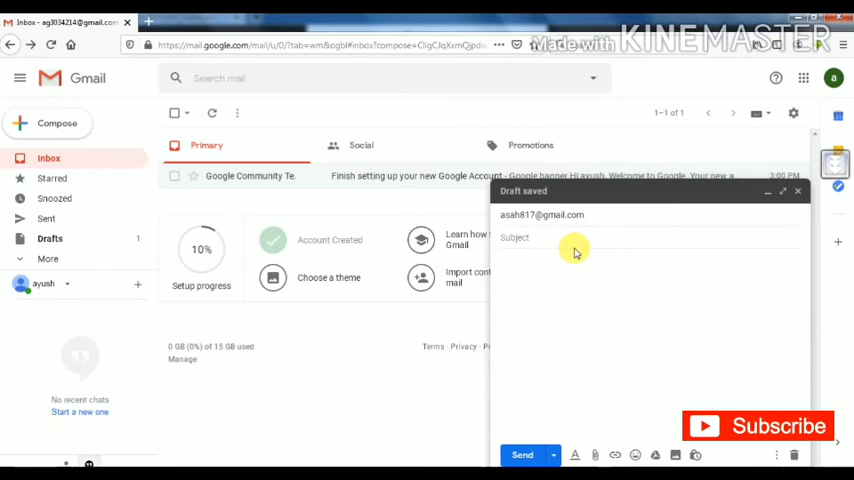 Inbox - ag3034214@gmail.com
https://mail.google.com/mail/u/0/?tab=wm&ogbl#inbox?compose=
Made with KINEMASTER
Gmail
Search mail
a
Compose
1–1 of 1
Inbox
Primary
Social
Promotions
Starred
Google Community Te.
Finish setting up your new Google Account - Google banner Hi ayush, Welcome to Google. Your new a...
3:00 PM
Snoozed
Draft saved
Sent
asah817@gmail.com
Drafts
1
Subject
10%
Account Created
Learn how
Gmail
More
Setup progress
Choose a theme
Import
mail
ayush
0 GB (0%) of 15 GB used
Manage
Terms · Privacy ·
No recent chats
Start a new one
Subscribe
Send